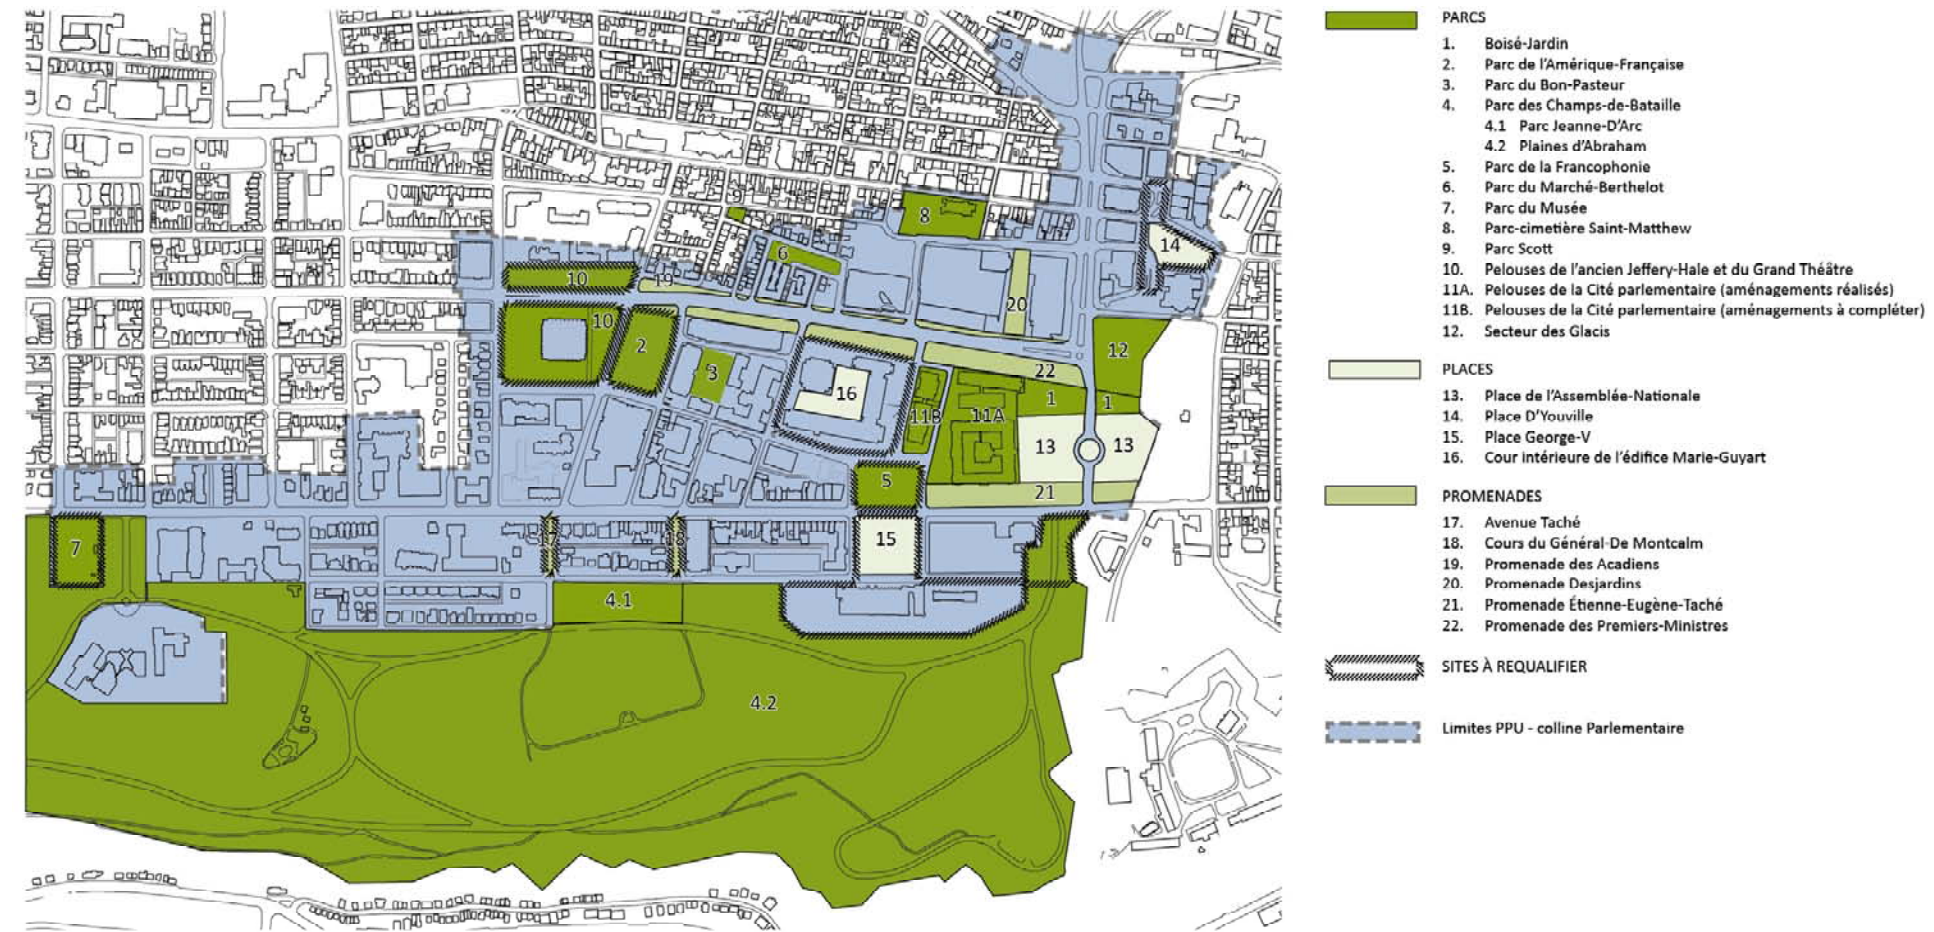 PARCS
1. Boisé-Jardin
2. Parc de l'Amérique-Française
3. Parc du Bon-Pasteur
4. Parc des Champs-de-Bataille
4.1 Parc Jeanne-D'Arc
4.2 Plaines d'Abraham
5. Parc de la Francophonie
6. Parc du Marché-Berthelot
7. Parc du Musée
8. Parc-cimetière Saint-Matthew
9. Parc Scott
10. Pelouses de l'ancien Jeffery-Hale et du Grand Théâtre
11A. Pelouses de la Cité parlementaire (aménagements réalisés)
11B. Pelouses de la Cité parlementaire (aménagements à compléter)
12. Secteur des Glacis
PLACES
13. Place de l'Assemblée-Nationale
14. Place D'Youville
15. Place George-V
16. Cour intérieure de l'édifice Marie-Guyart
PROMENADES
17. Avenue Taché
18. Cours du Général-De Montcalm
19. Promenade des Acadiens
20. Promenade Desjardins
21. Promenade Étienne-Eugène-Taché
22. Promenade des Premiers-Ministres
SITES À REQUALIFIER
Limites PPU - colline Parlementaire
9
8
14
6
10
19
20
10
2
12
3
22
16
1
1
11B
11A
13
13
5
21
7
17
18
15
4.1
4.2